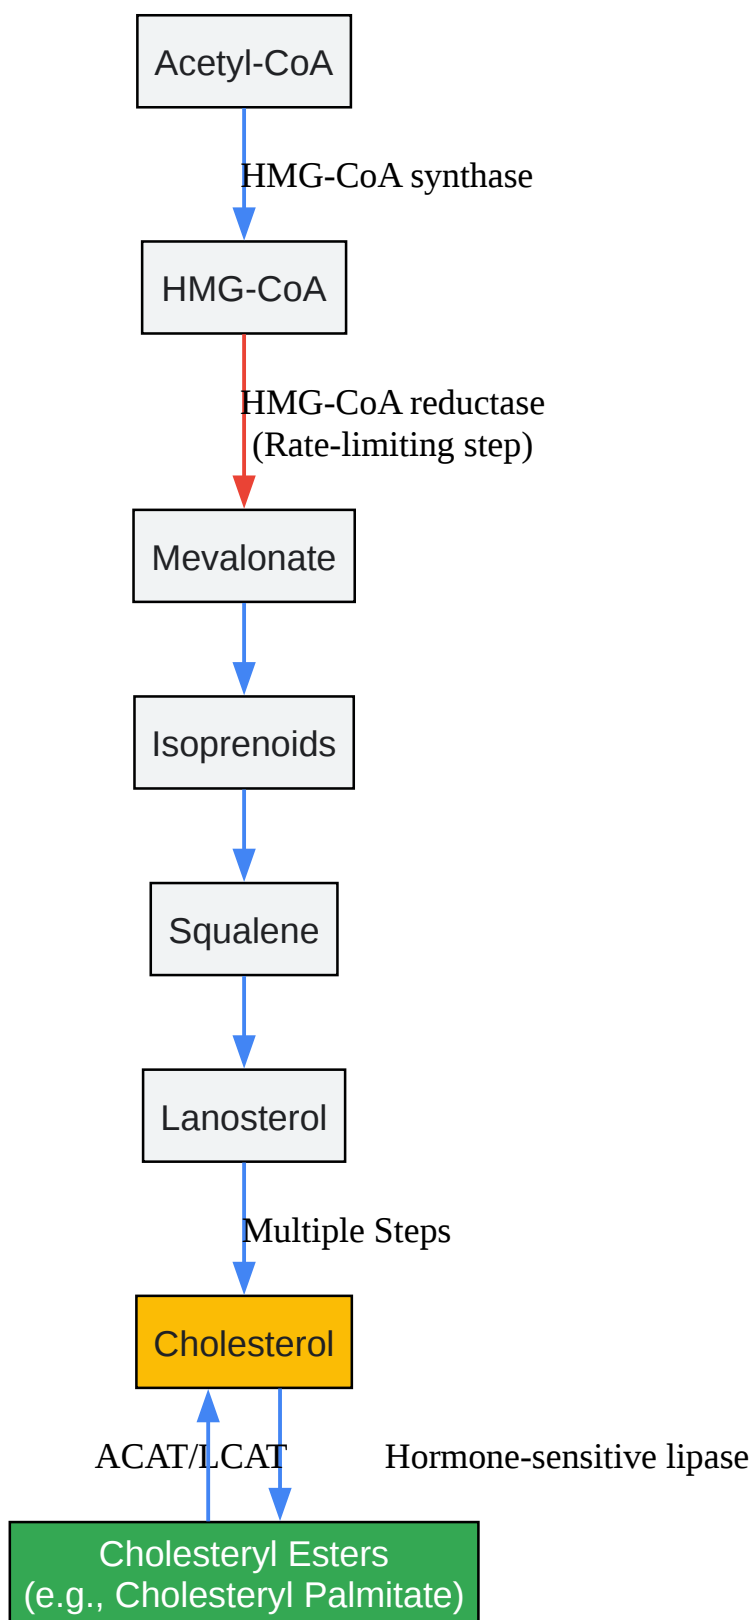 Acetyl-CoA
HMG-CoA synthase
HMG-CoA
HMG-CoA reductase
(Rate-limiting step)
Mevalonate
Isoprenoids
Squalene
Lanosterol
Multiple Steps
Cholesterol
ACAT/LCAT
Hormone-sensitive lipase
Cholesteryl Esters
(e.g., Cholesteryl Palmitate)